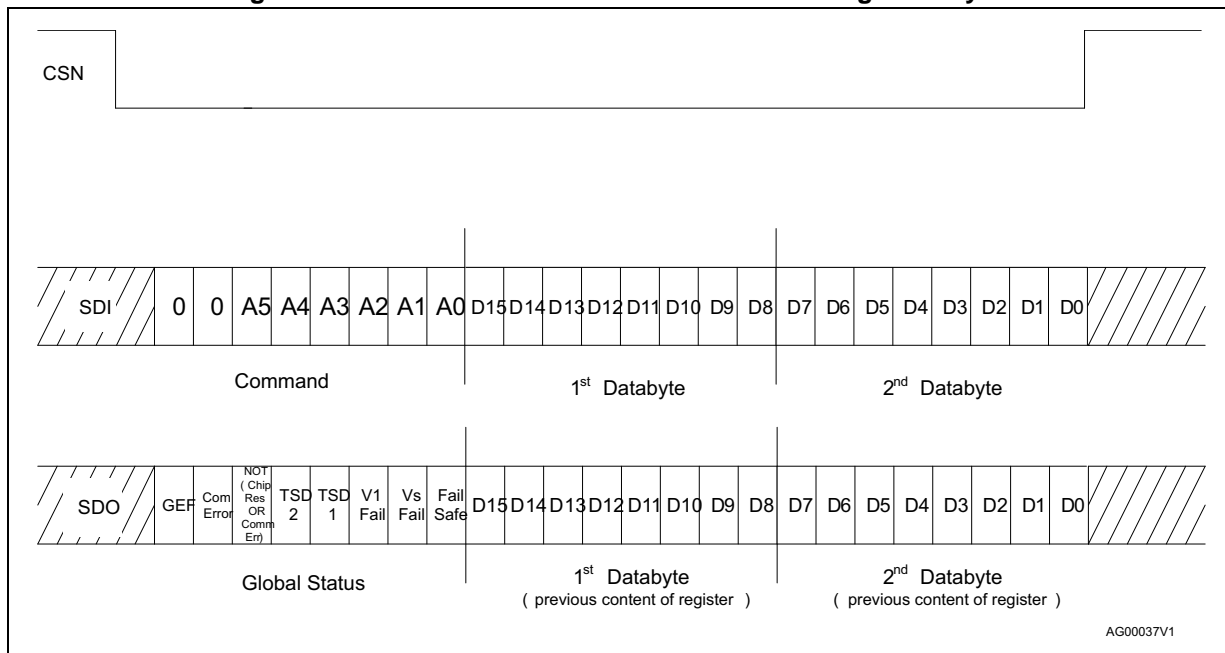 CSN
SDI 0 0 A5 A4 A3 A2 A1 A0 D15 D14 D13 D12 D11 D10 D9 D8 D7 D6 D5 D4 D3 D2 D1 D0
Command 1st Databyte 2nd Databyte
SDO GEF Com Error NOT ( Chip Res OR Comm Err) TSD 2 TSD 1 V1 Fail Vs Fail Fail Safe D15 D14 D13 D12 D11 D10 D9 D8 D7 D6 D5 D4 D3 D2 D1 D0
Global Status 1st Databyte 2nd Databyte
( previous content of register ) ( previous content of register )
AG00037V1